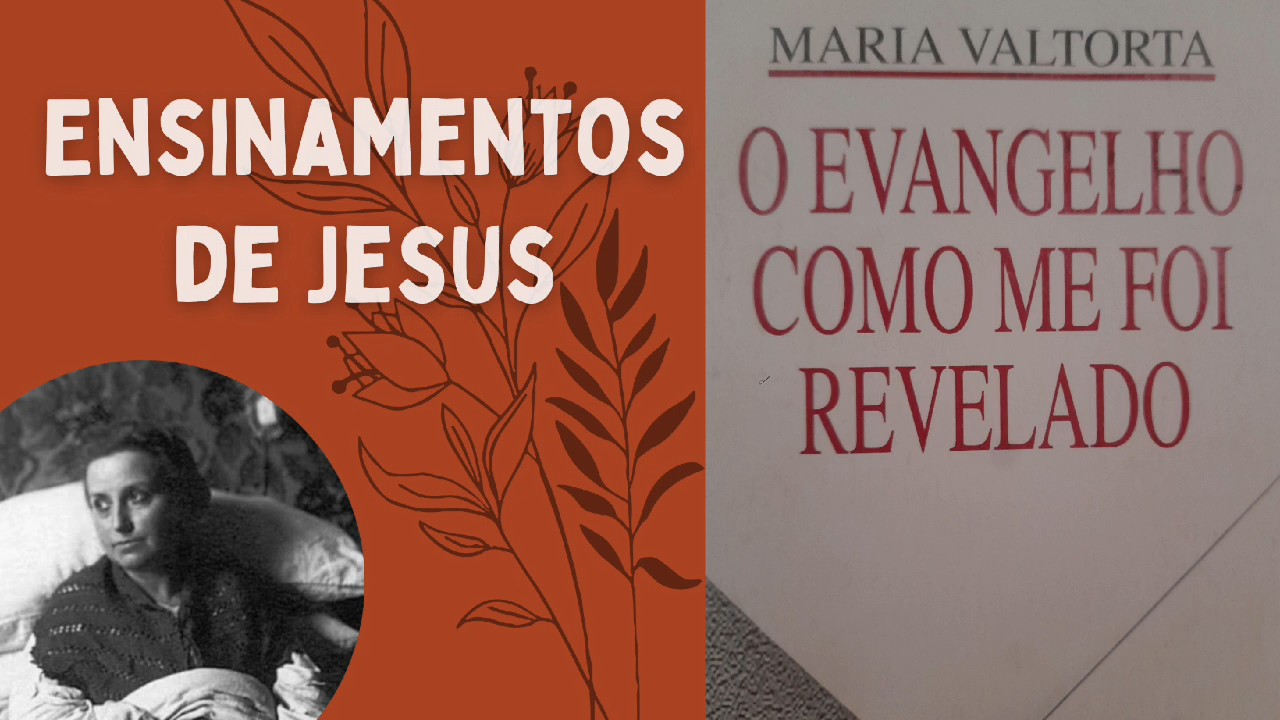 ENSINAMENTOS
DE JESUS
MARIA VALTORTA
O EVANGELHO
COMO ME FOI
REVELADO